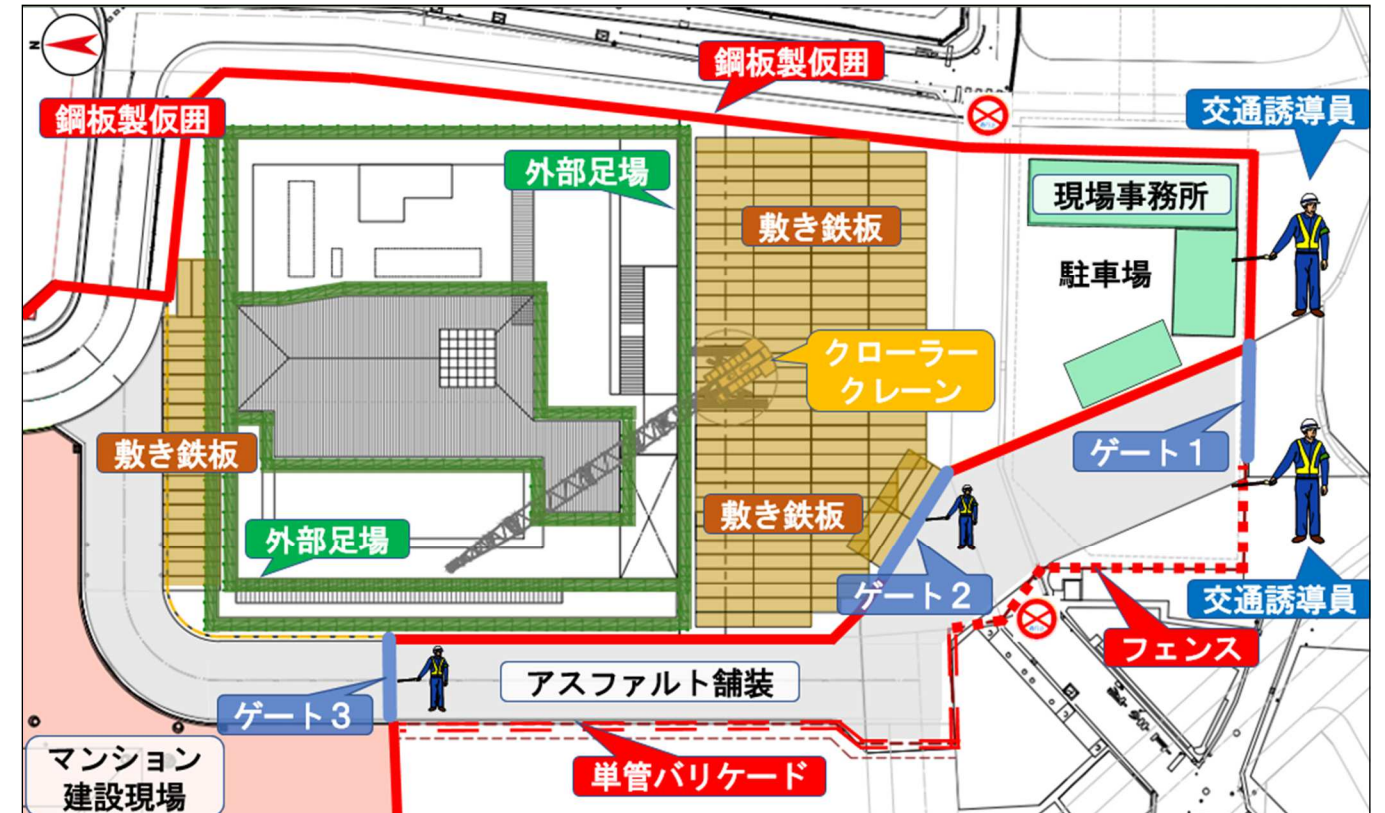 N
鋼板製仮囲
鋼板製仮囲
交通誘導員
外部足場
現場事務所
敷き鉄板
駐車場
クローラー
クレーン
ゲート1
敷き鉄板
敷き鉄板
外部足場
ゲート2
交通誘導員
フェンス
アスファルト舗装
ゲート3
マンション
建設現場
単管バリケード